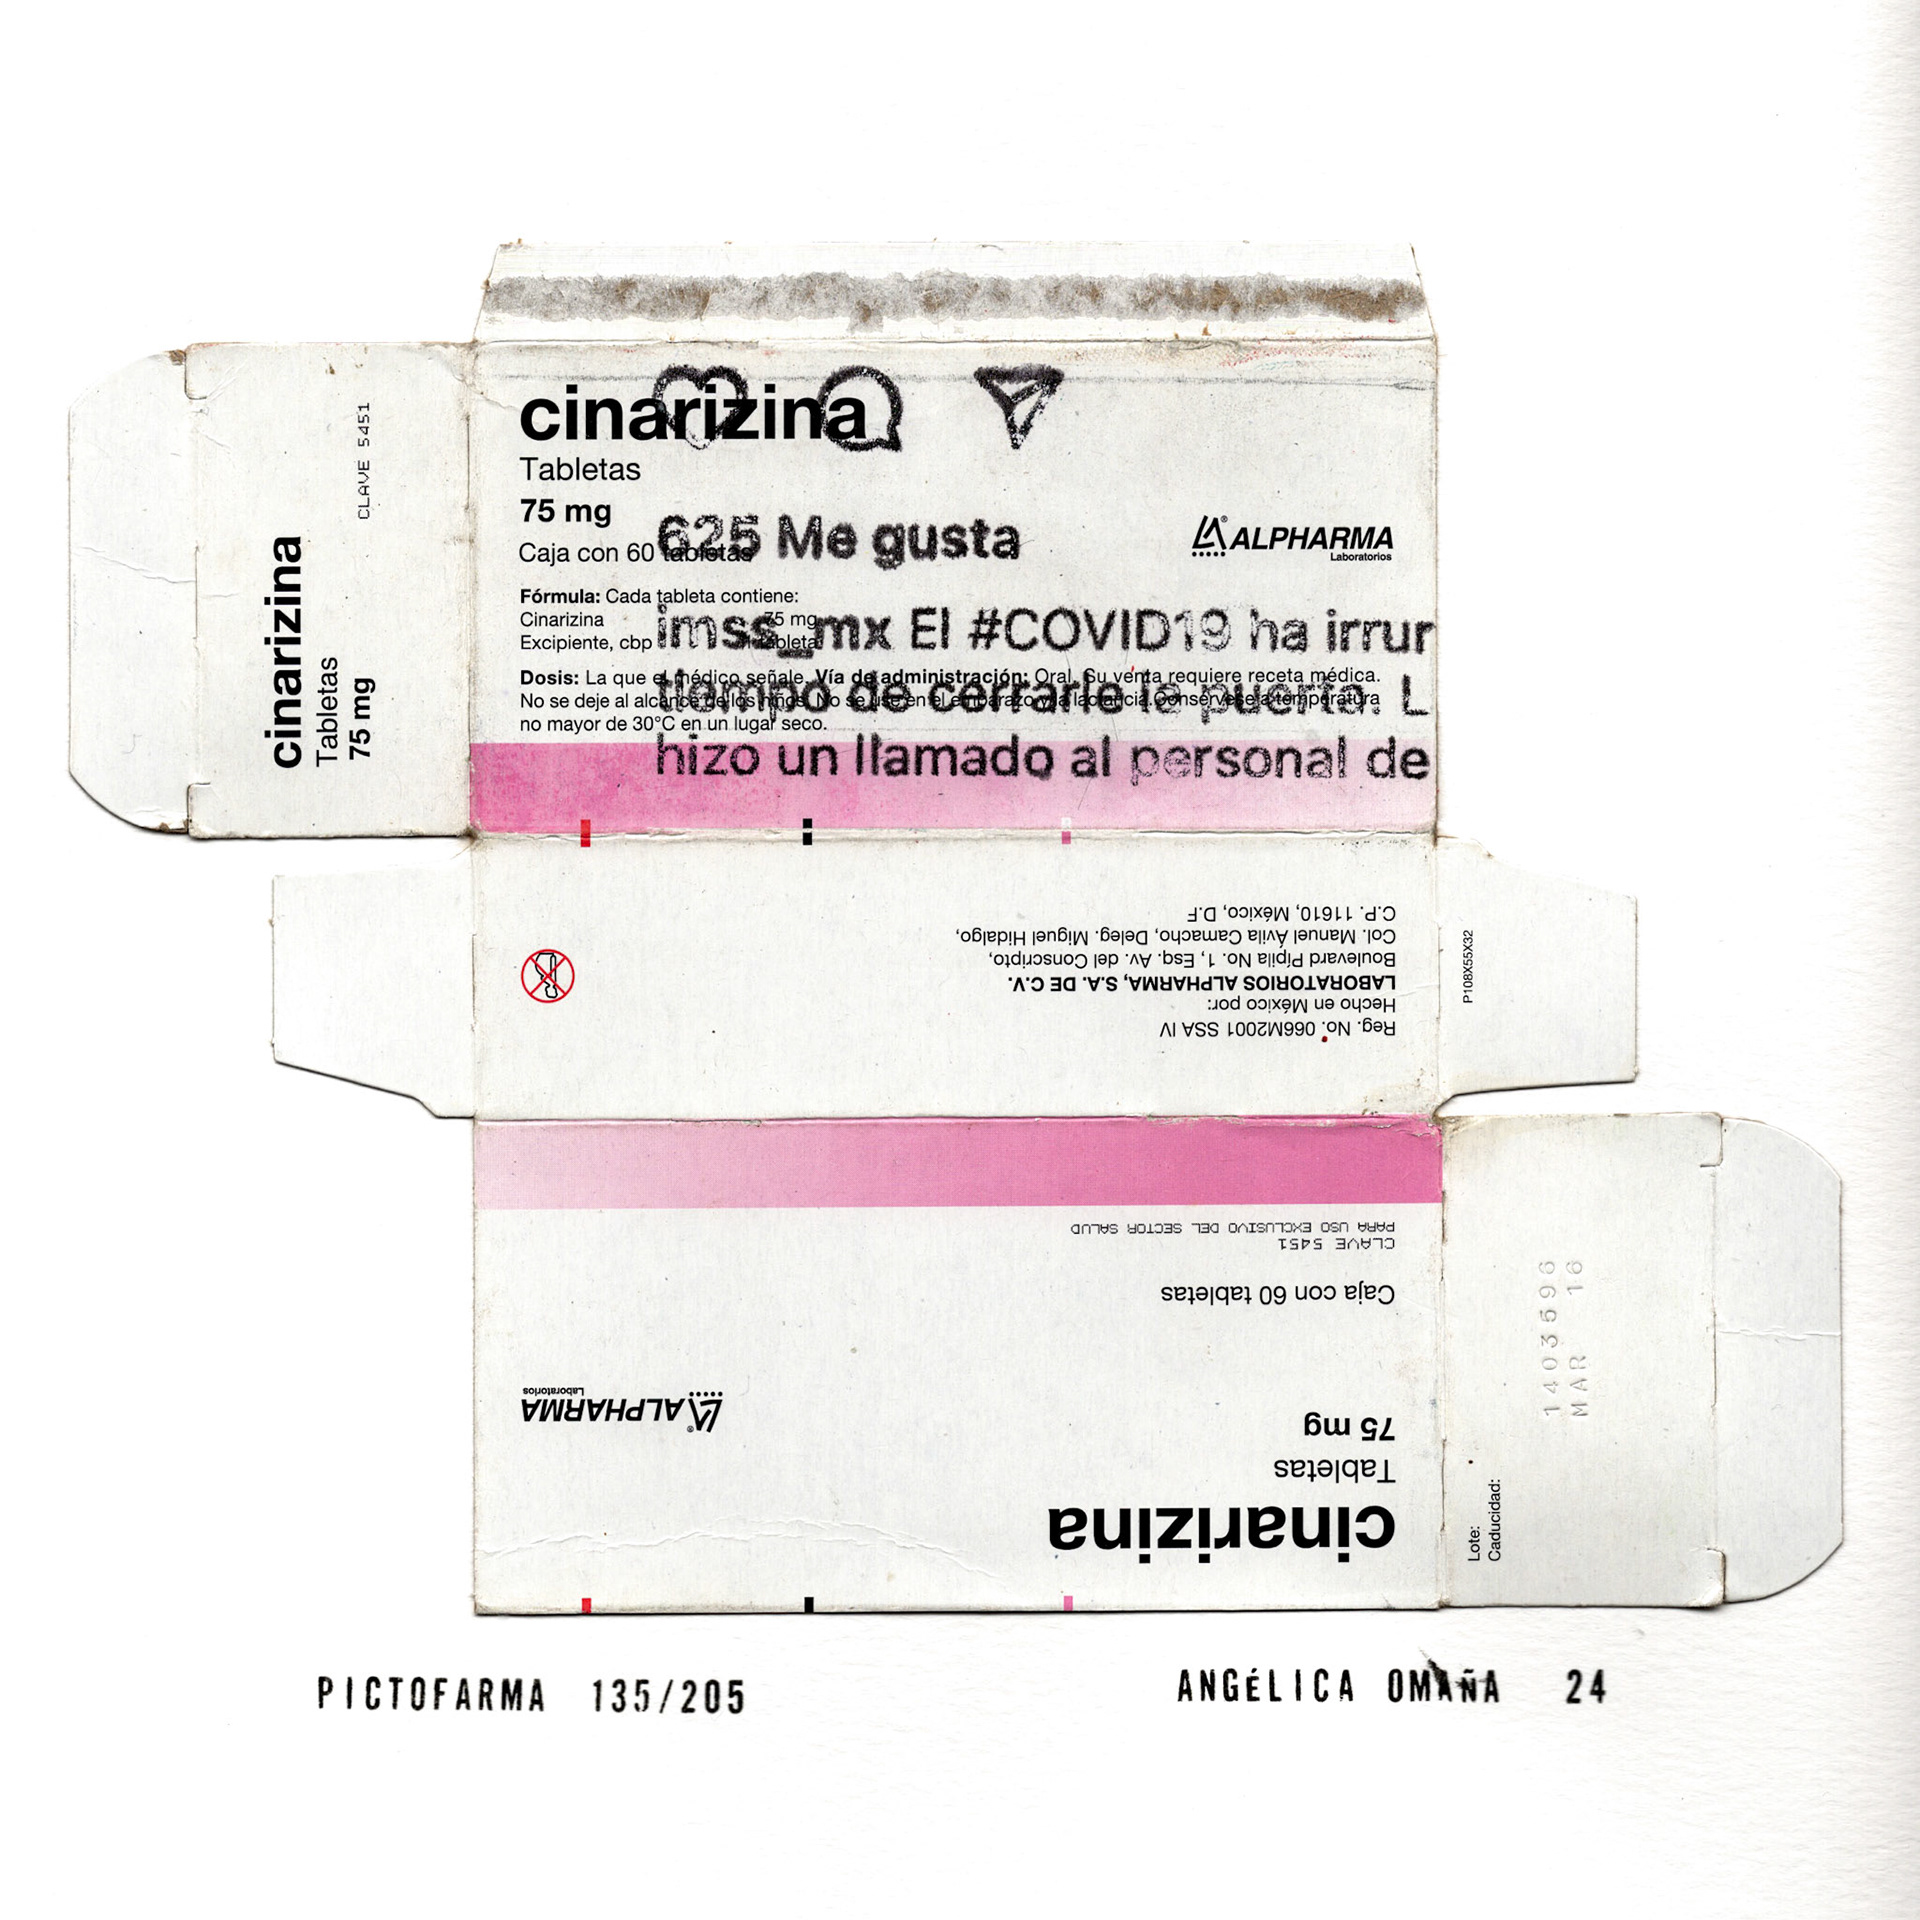 cinarizina
Tabletas
75 mg
Caja con 60 tabletas
625 Me gusta
ALPHARMA
Laboratorios
Fórmula: Cada tableta contiene:
Cinarizina 75 mg
Excipiente, cbp tableta
imss_mx El #COVID19 ha irrur
Dosis: La que el médico señale. Vía de administración: Oral. Su venta requiere receta médica.
No se deje al alcance de los niños. No se use en el embarazo y la lactancia. Consérvese a temperatura
no mayor de 30°C en un lugar seco.
tiempo de cerrarle la puerta. L
hizo un llamado al personal de
CLAVE 5451
cinarizina
Tabletas
75 mg
Reg. No. 066M2001 SSA IV
Hecho en México por:
LABORATORIOS ALPHARMA, S.A. DE C.V.
Boulevard Pípila No. 1, Esq. Av. del Conscripto,
Col. Manuel Ávila Camacho, Deleg. Miguel Hidalgo,
C.P. 11610, México, D.F
P108X55X32
cinarizina
Tabletas
75 mg
ALPHARMA
Laboratorios
Caja con 60 tabletas
CLAVE 5451
PARA USO EXCLUSIVO DEL SECTOR SALUD
Lote:
Caducidad:
1403596
MAR 16
PICTOFARMA 135/205
ANGÉLICA OMAÑA 24